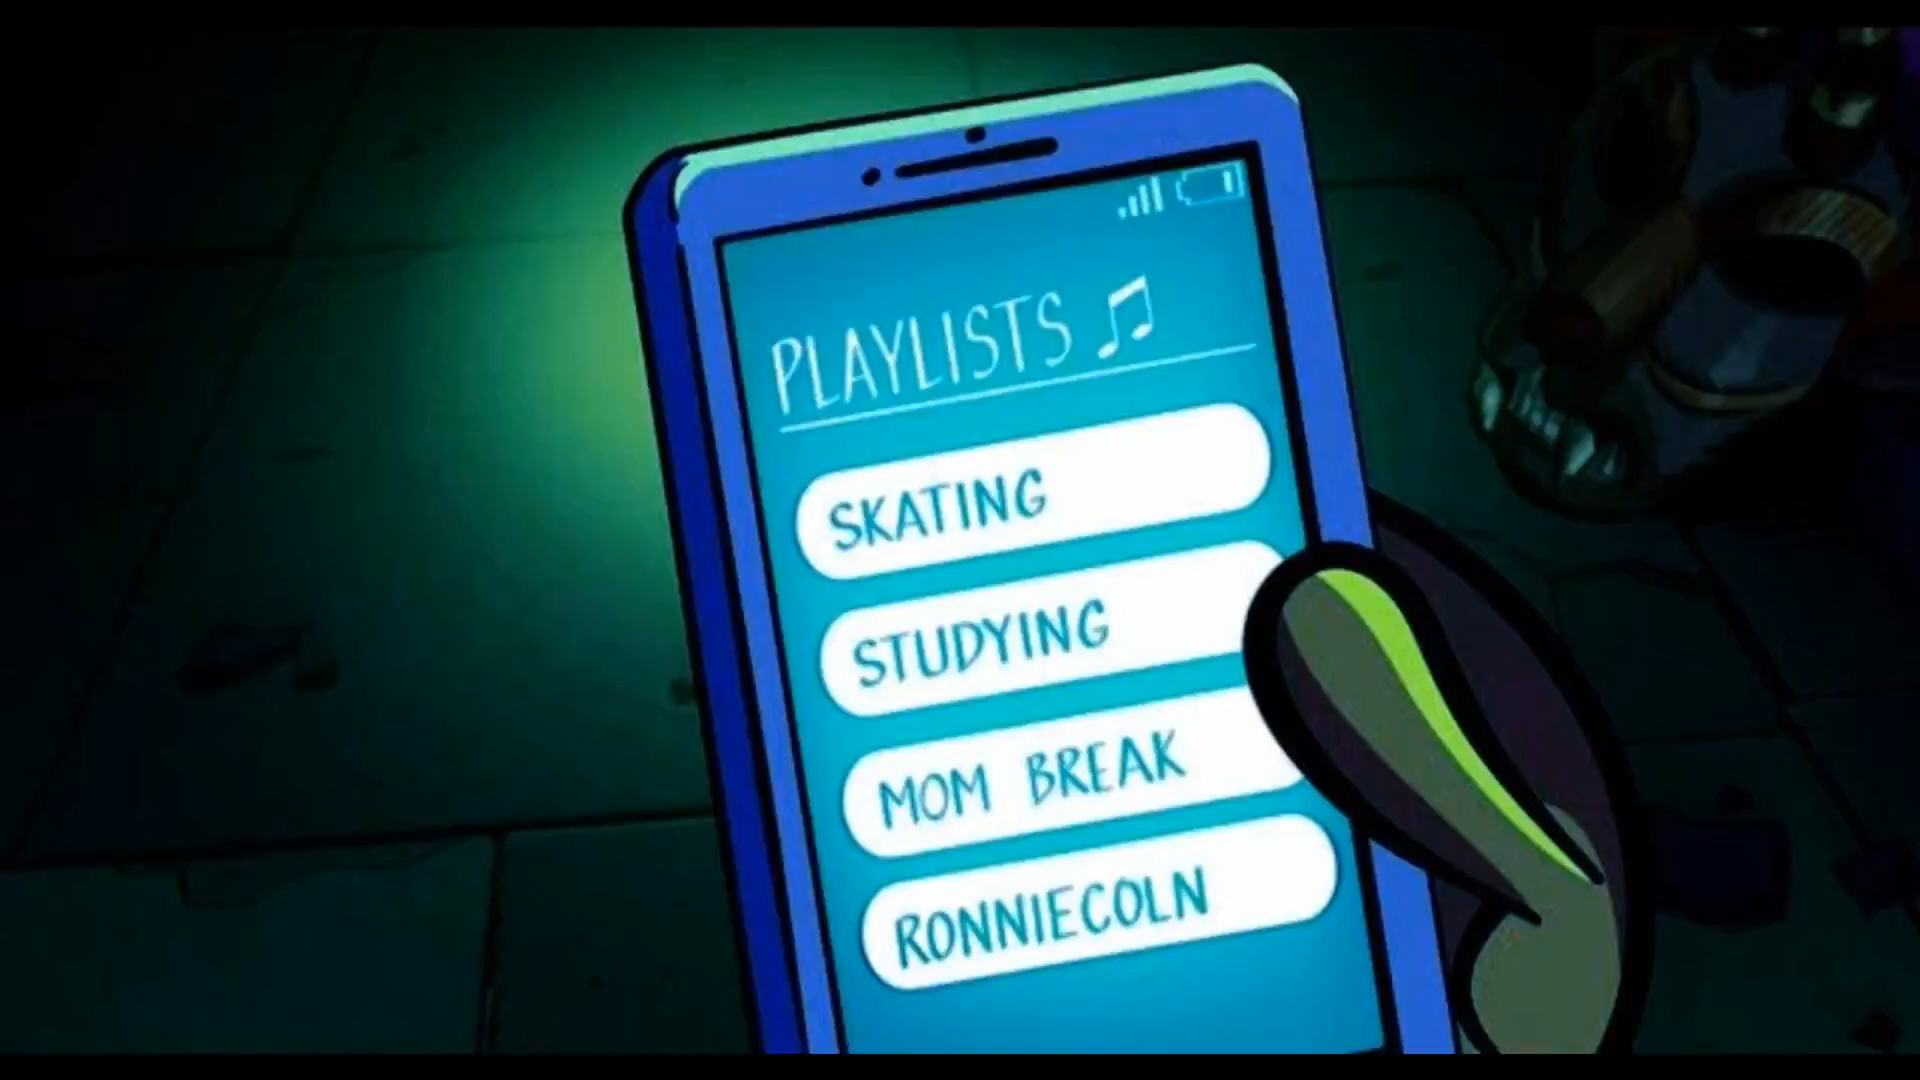 PLAYLISTS
SKATING
STUDYING
MOM BREAK
RONNIECOLN